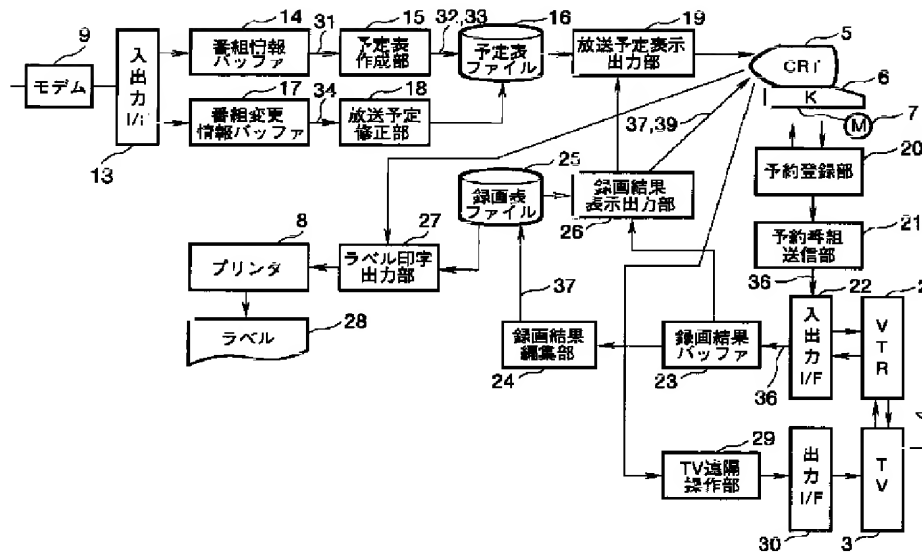 14
15
32,33
16
19
5
9
番組情報
バッファ
31
予定表
作成部
予定表
ファイル
放送予定表示
出力部
CRT
6
モデム
入出力
I/F
17
34
18
K
7
番組変更
情報バッファ
放送予定
修正部
M
37,39
20
13
25
予約登録部
録画表
ファイル
録画結果
表示出力部
21
8
27
26
予約番組
送信部
プリンタ
ラベル印字
出力部
36
22
2
37
ラベル
28
録画結果
編集部
録画結果
バッファ
入出力
I/F
VTR
24
23
36
29
TV遠隔
操作部
出力
I/F
TV
30
3